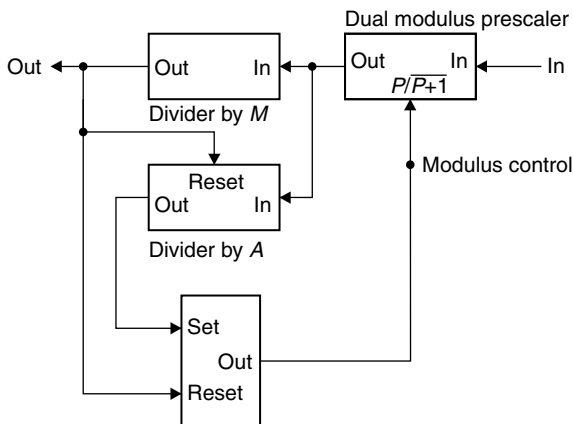 Dual modulus prescaler
Out
Out In
Out In
In
P/P+1
Divider by M
Reset
Out In
Modulus control
Divider by A
Set
Out
Reset